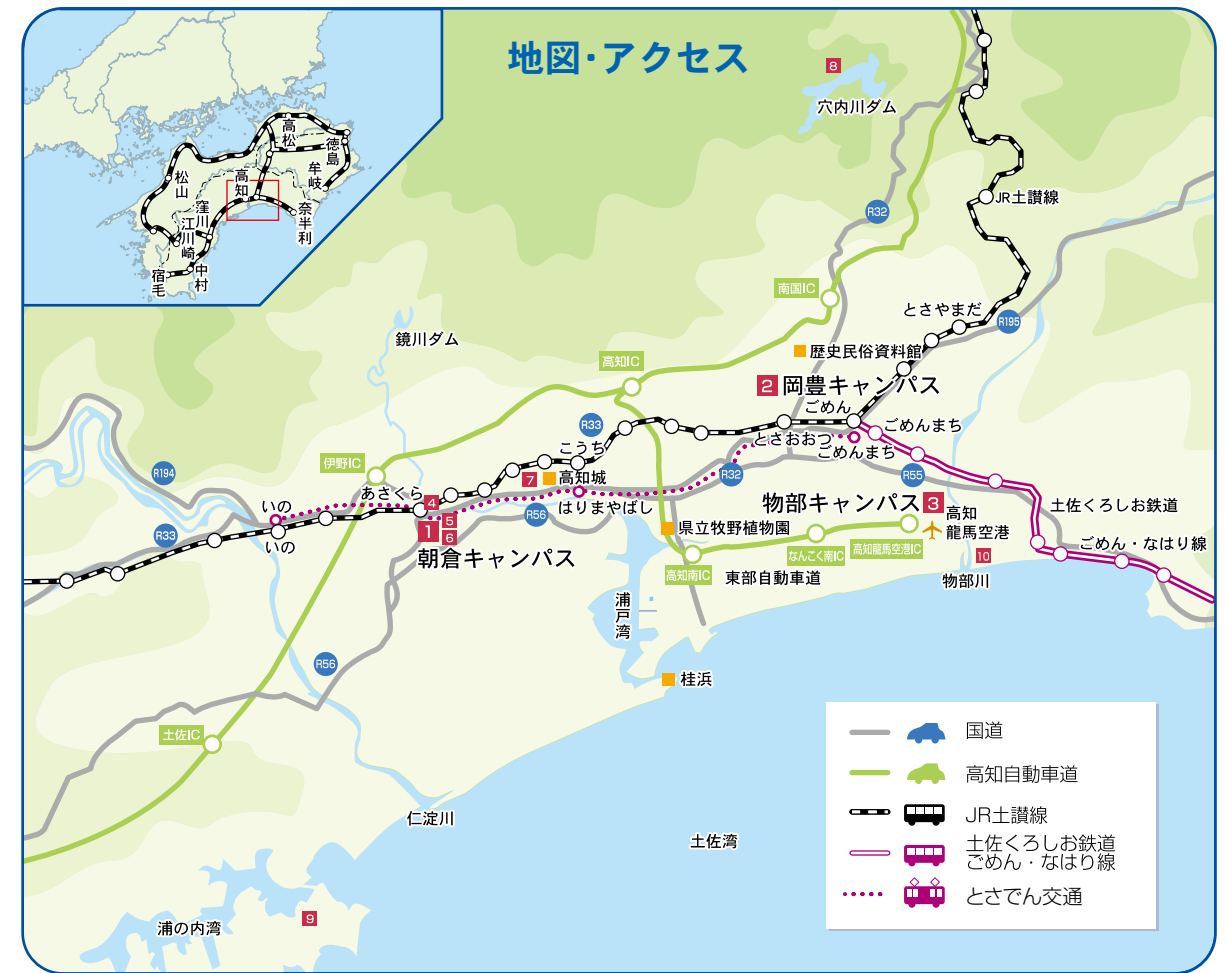 地図・アクセス
高松
徳島
牟岐
高知
松山
窪川
江川崎
奈半利
中村
宿毛
8
穴内川ダム
R32
JR土讃線
南国IC
とさやまだ
R195
鏡川ダム
歴史民俗資料館
高知IC
2 岡豊キャンパス
ごめん
R33
ごめんまち
とさおおつ
ごめんまち
こうち
伊野IC
R194
7
高知城
R32
R55
あさくら
4
はりまやばし
物部キャンパス 3
高知
龍馬空港
土佐くろしお鉄道
いの
R56
5
1
6
県立牧野植物園
R33
いの
なんこく南IC
高知龍馬空港IC
ごめん・なはり線
10
朝倉キャンパス
高知南IC
東部自動車道
物部川
浦戸湾
R56
桂浜
土佐IC
仁淀川
土佐湾
浦の内湾
9
国道
高知自動車道
JR土讃線
土佐くろしお鉄道
ごめん・なはり線
とさでん交通